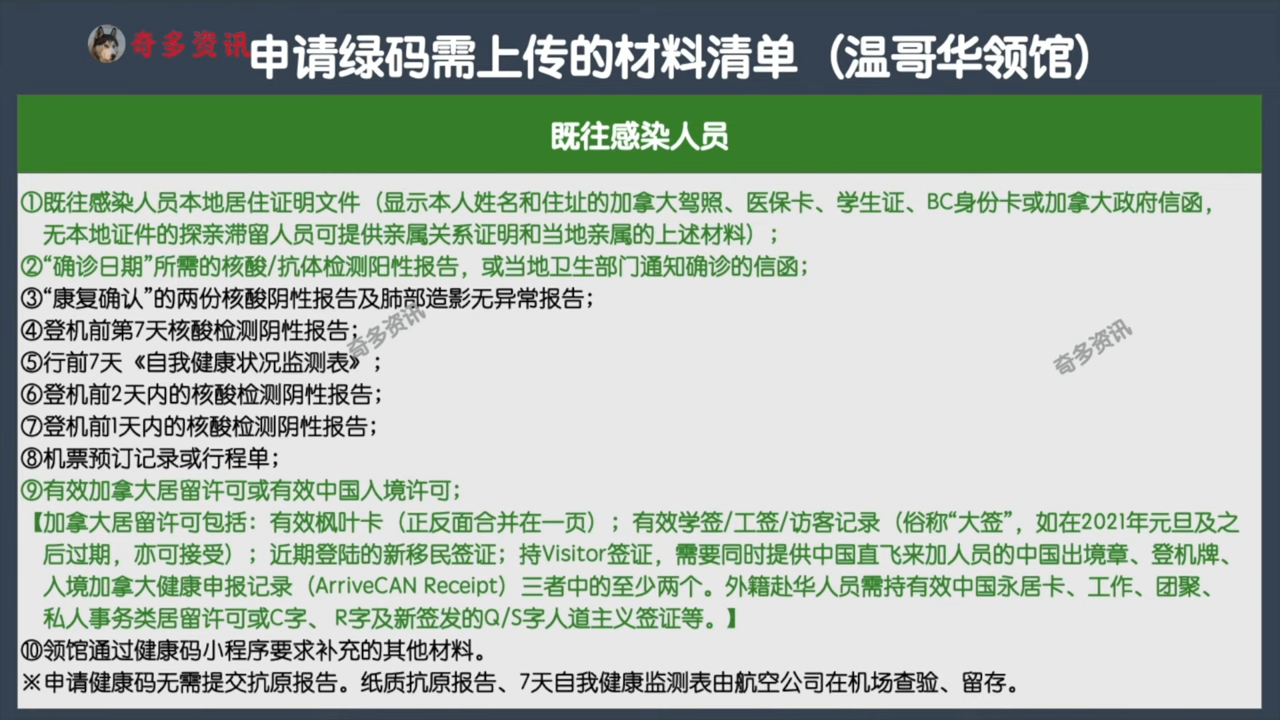 奇多资讯
申请绿码需上传的材料清单（温哥华领馆）
既往感染人员
①既往感染人员本地居住证明文件（显示本人姓名和住址的加拿大驾照、医保卡、学生证、BC身份卡或加拿大政府信函，
无本地证件的探亲滞留人员可提供亲属关系证明和当地亲属的上述材料）；
②“确诊日期”所需的核酸/抗体检测阳性报告，或当地卫生部门通知确诊的信函；
③“康复确认”的两份核酸阴性报告及肺部造影无异常报告；
④登机前第7天核酸检测阴性报告；
奇多资讯
奇多资讯
⑤行前7天《自我健康状况监测表》；
⑥登机前2天内的核酸检测阴性报告；
⑦登机前1天内的核酸检测阴性报告；
⑧机票预订记录或行程单；
⑨有效加拿大居留许可或有效中国入境许可；
【加拿大居留许可包括：有效枫叶卡（正反面合并在一页）；有效学签/工签/访客记录（俗称“大签”，如在2021年元旦及之
后过期，亦可接受）；近期登陆的新移民签证；持Visitor签证，需要同时提供中国直飞来加人员的中国出境章、登机牌、
入境加拿大健康申报记录（ArriveCAN Receipt）三者中的至少两个。外籍赴华人员需持有效中国永居卡、工作、团聚、
私人事务类居留许可或C字、R字及新签发的Q/S字人道主义签证等。】
⑩领馆通过健康码小程序要求补充的其他材料。
※申请健康码无需提交抗原报告。纸质抗原报告、7天自我健康监测表由航空公司在机场查验、留存。